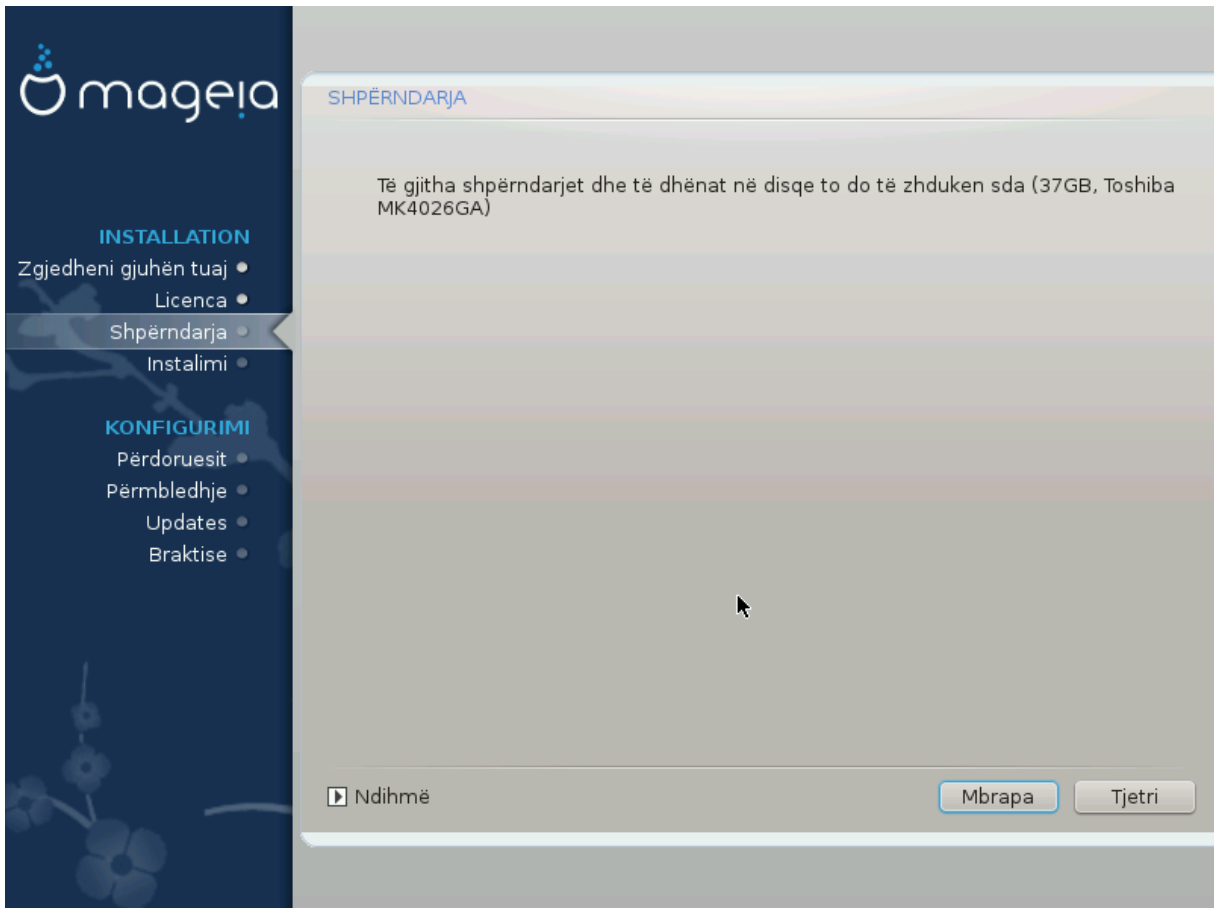 mageia
SHPËRNDARJA
Të gjitha shpërndarjet dhe të dhënat në disqe to do të zhduken sda (37GB, Toshiba
MK4026GA)
INSTALLATION
Zgjedheni gjuhën tuaj
Licenca
Shpërndarja
Instalimi
KONFIGURIMI
Përdoruesit
Përmbledhje
Updates
Braktise
Ndihmë
Mbrapa
Tjetri